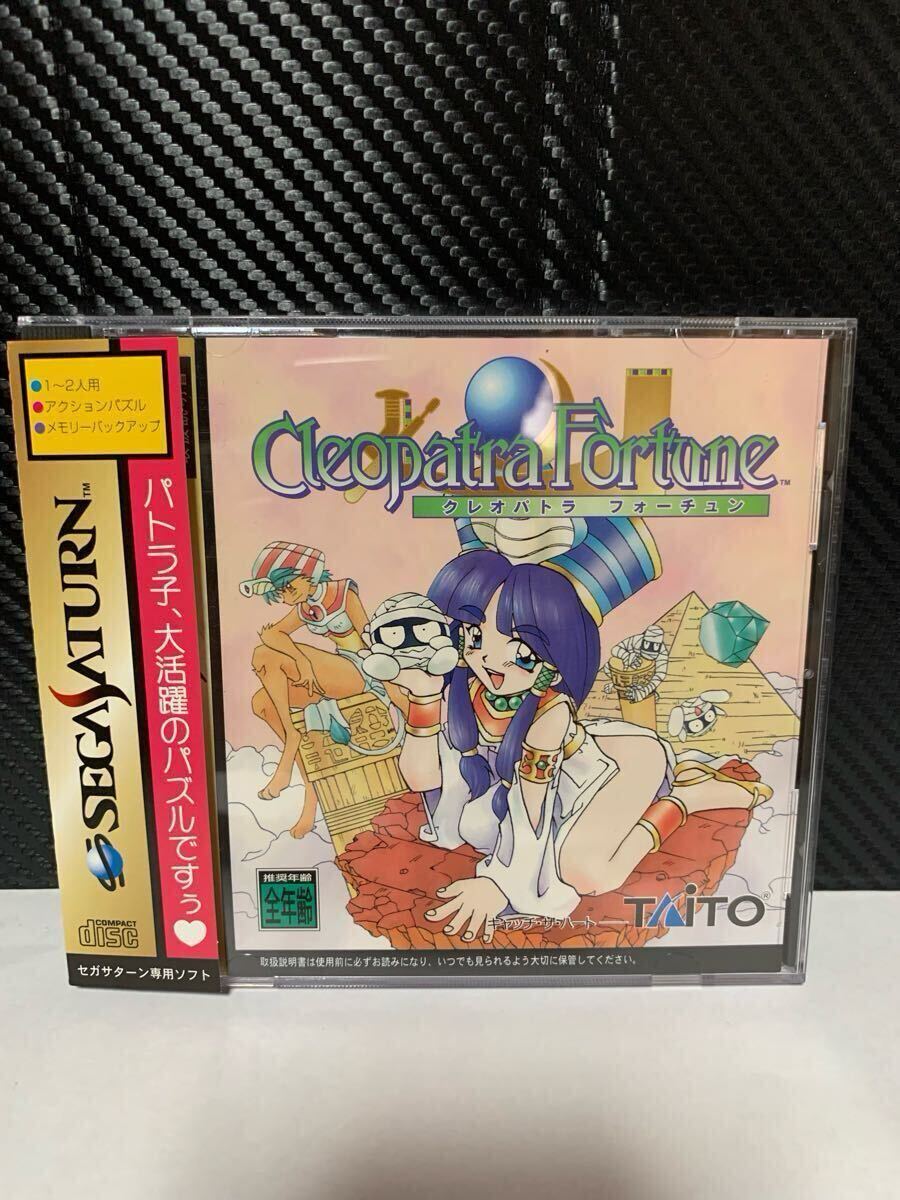 ●1～2人用
●アクションパズル
●メモリーバックアップ
SEGA SATURN™
パトラ子、大活躍のパズルですぅ♥
COMPACT
disc
セガサターン専用ソフト
Cleopatra Fortune™
クレオパトラ フォーチュン
推奨年齢
全年齢
キャッチ・ザ・ハート TAITO®
取扱説明書は使用前に必ずお読みになり、いつでも見られるよう大切に保管してください。